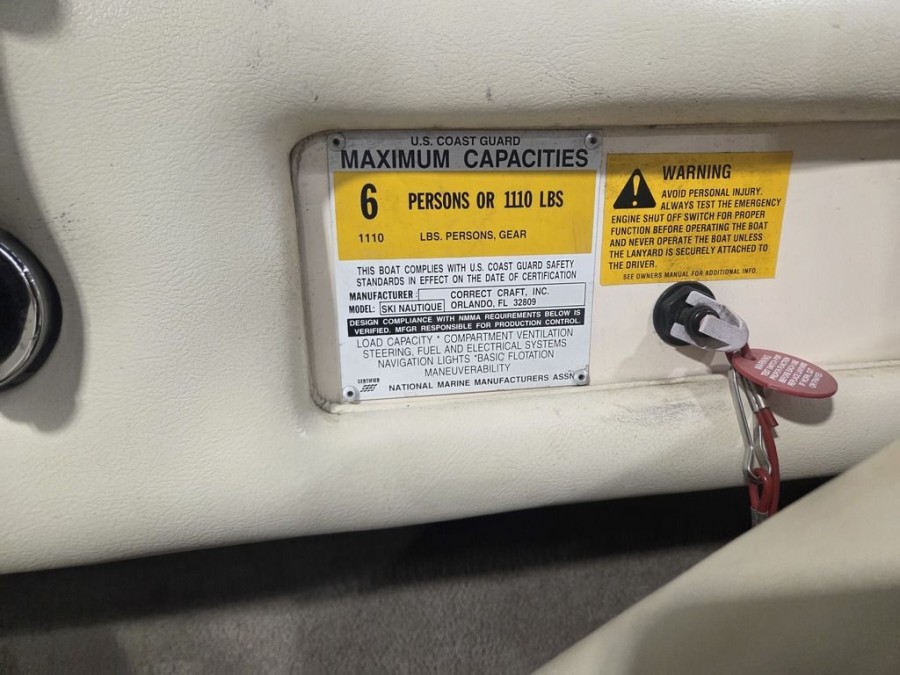 U.S. COAST GUARD
MAXIMUM CAPACITIES
6 PERSONS OR 1110 LBS
1110 LBS. PERSONS, GEAR
THIS BOAT COMPLIES WITH U.S. COAST GUARD SAFETY
STANDARDS IN EFFECT ON THE DATE OF CERTIFICATION
MANUFACTURER: CORRECT CRAFT, INC.
MODEL: SKI NAUTIQUE ORLANDO, FL 32809
DESIGN COMPLIANCE WITH NMMA REQUIREMENTS BELOW IS
VERIFIED. MFGR RESPONSIBLE FOR PRODUCTION CONTROL.
LOAD CAPACITY * COMPARTMENT VENTILATION
STEERING, FUEL AND ELECTRICAL SYSTEMS
NAVIGATION LIGHTS *BASIC FLOTATION
MANEUVERABILITY
CERTIFIED
NATIONAL MARINE MANUFACTURERS ASSN
WARNING
AVOID PERSONAL INJURY.
ALWAYS TEST THE EMERGENCY
ENGINE SHUT OFF SWITCH FOR PROPER
FUNCTION BEFORE OPERATING THE BOAT
AND NEVER OPERATE THE BOAT UNLESS
THE LANYARD IS SECURELY ATTACHED TO
THE DRIVER.
SEE OWNERS MANUAL FOR ADDITIONAL INFO.
WARNING